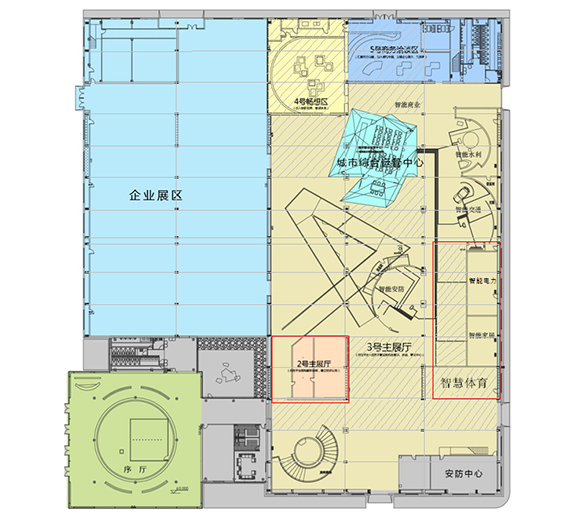 5号商务洽谈区
4号畅想区
智能商业
城市综合运管中心
智能水利
企业展区
智能交通
智能电力
智能安防
智能家居
3号主展厅
2号主展厅
智慧体育
序厅
±0.000
安防中心